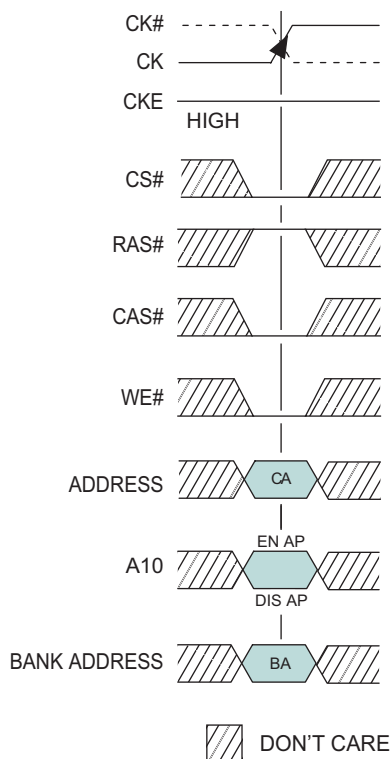 CK#
CK
CKE
HIGH
CS#
RAS#
CAS#
WE#
ADDRESS
CA
EN AP
A10
DIS AP
BANK ADDRESS
BA
DON'T CARE